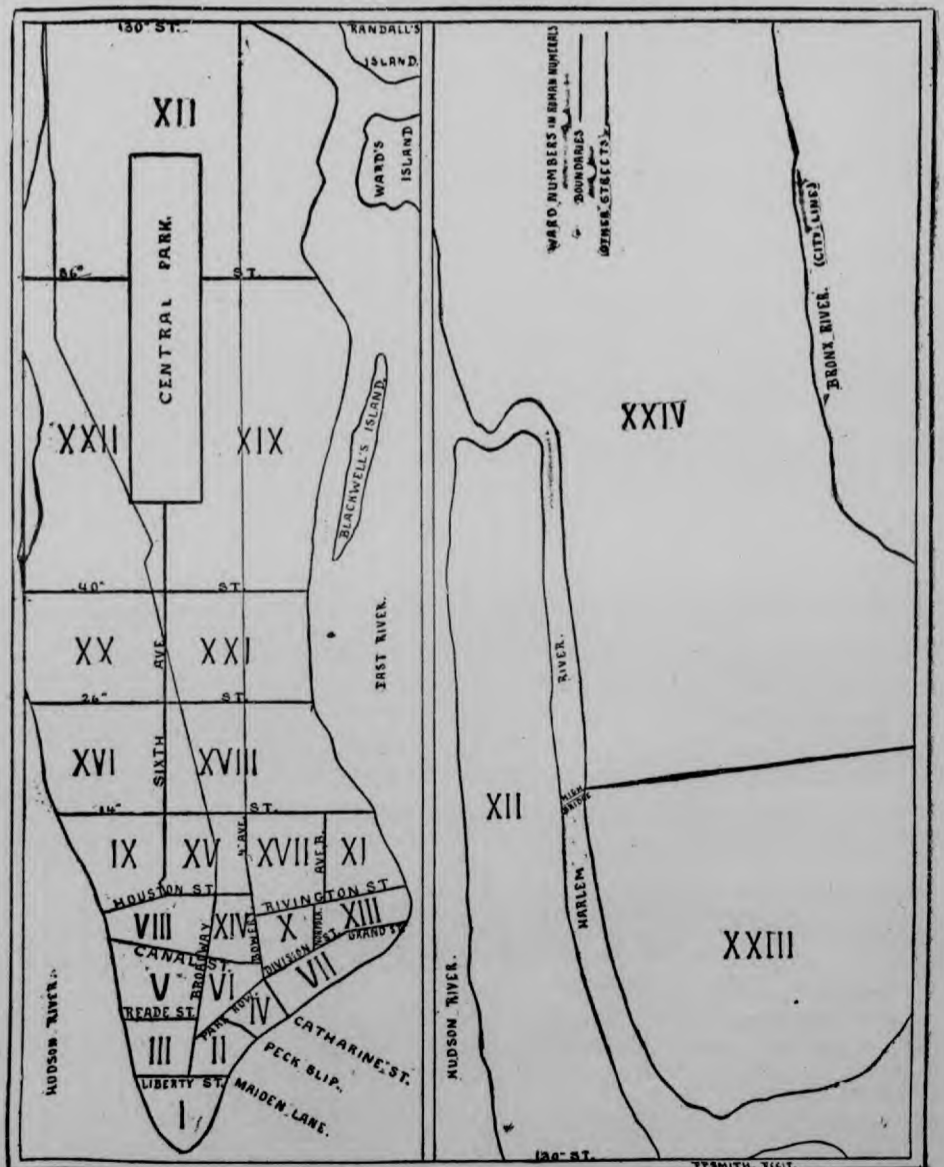 130th ST.
RANDALL'S
ISLAND.
XII
WARD'S
ISLAND
CENTRAL PARK.
86th ST.
XXII
XIX
BLACKWELL'S ISLAND.
40th ST.
XX
XXI
SIXTH AVE
EAST RIVER.
26th ST.
XVI
XVIII
14th ST.
IX
XV
4th AVE.
XVII
AVE. B.
XI
HOUSTON ST.
RIVINGTON ST
VIII
BROADWAY
XIV
BOWERY
X
NORFOLK
XIII
CANAL ST.
DIVISION ST.
GRAND ST.
V
VI
VII
READE ST.
PARK ROW.
IV
CATHARINE ST.
III
II
PECK SLIP.
LIBERTY ST.
MAIDEN LANE.
I
HUDSON RIVER.
WARD NUMBERS IN ROMAN NUMERALS
BOUNDARIES
(OTHER STREETS)
BRONX RIVER. (CITY LINE)
XXIV
HARLEM RIVER.
HIGH
BRIDGE
XII
XXIII
HUDSON RIVER.
130th ST.